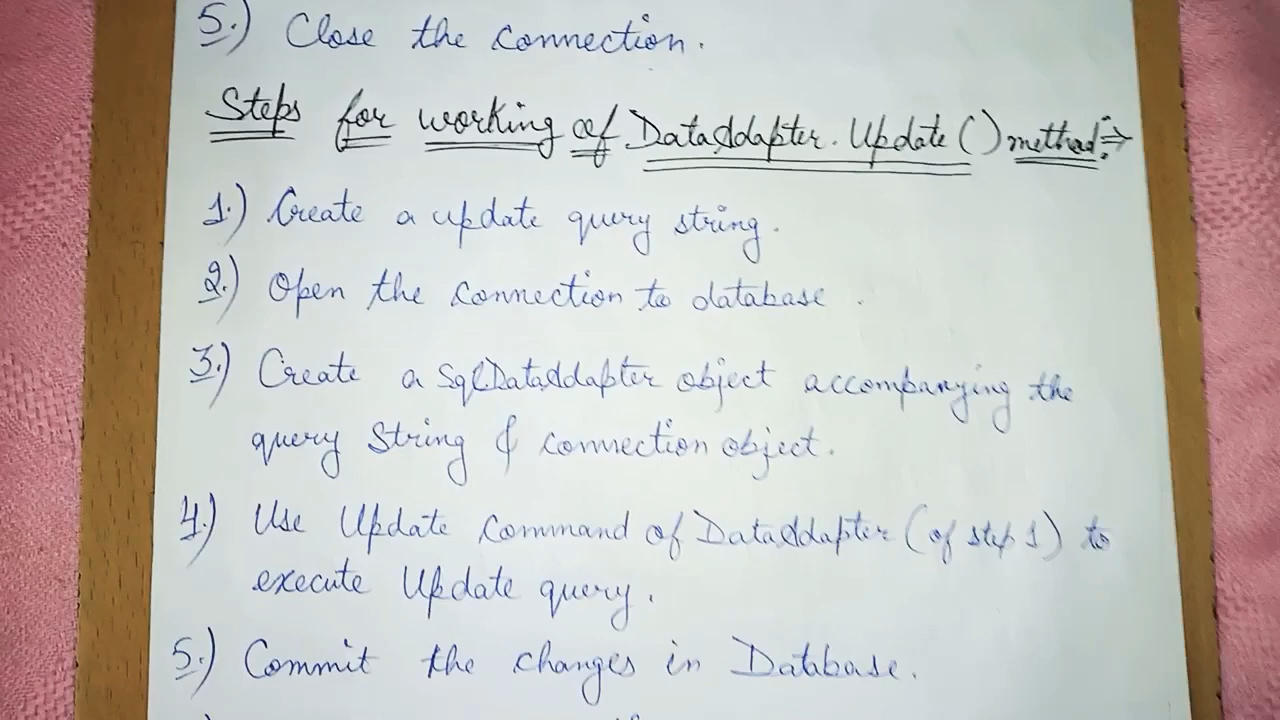 5.) Close the connection.
Steps for working of DataAdapter.Update() method:⇒
1.) Create a update query string.
2.) Open the connection to database.
3.) Create a SqlDataAdapter object accompanying the
query String & connection object.
4.) Use Update Command of DataAdapter (of step 1) to
execute Update query.
5.) Commit the changes in Database.